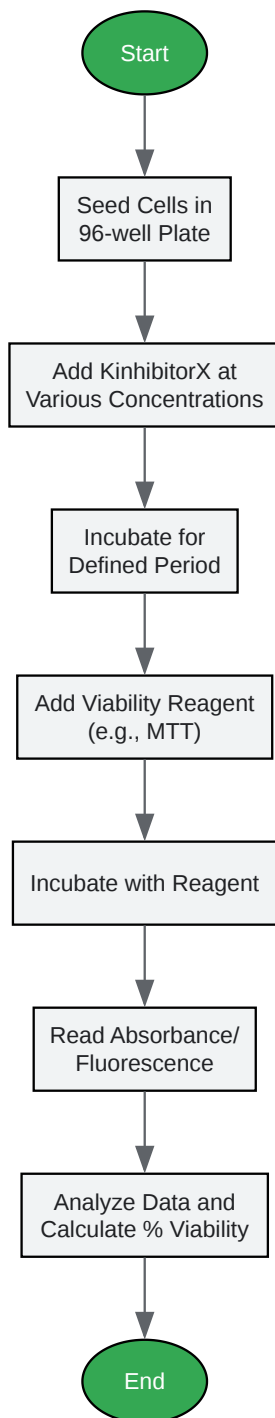 Start
Seed Cells in
96-well Plate
Add KinhibitorX at
Various Concentrations
Incubate for
Defined Period
Add Viability Reagent
(e.g., MTT)
Incubate with Reagent
Read Absorbance/
Fluorescence
Analyze Data and
Calculate % Viability
End